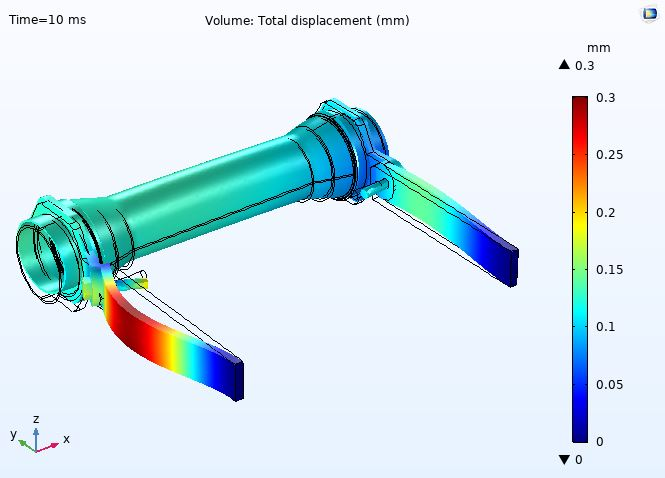 Time=10 ms
Volume: Total displacement (mm)
mm
▲ 0.3
0.3
0.25
0.2
0.15
0.1
0.05
0
▼ 0
z
y
x